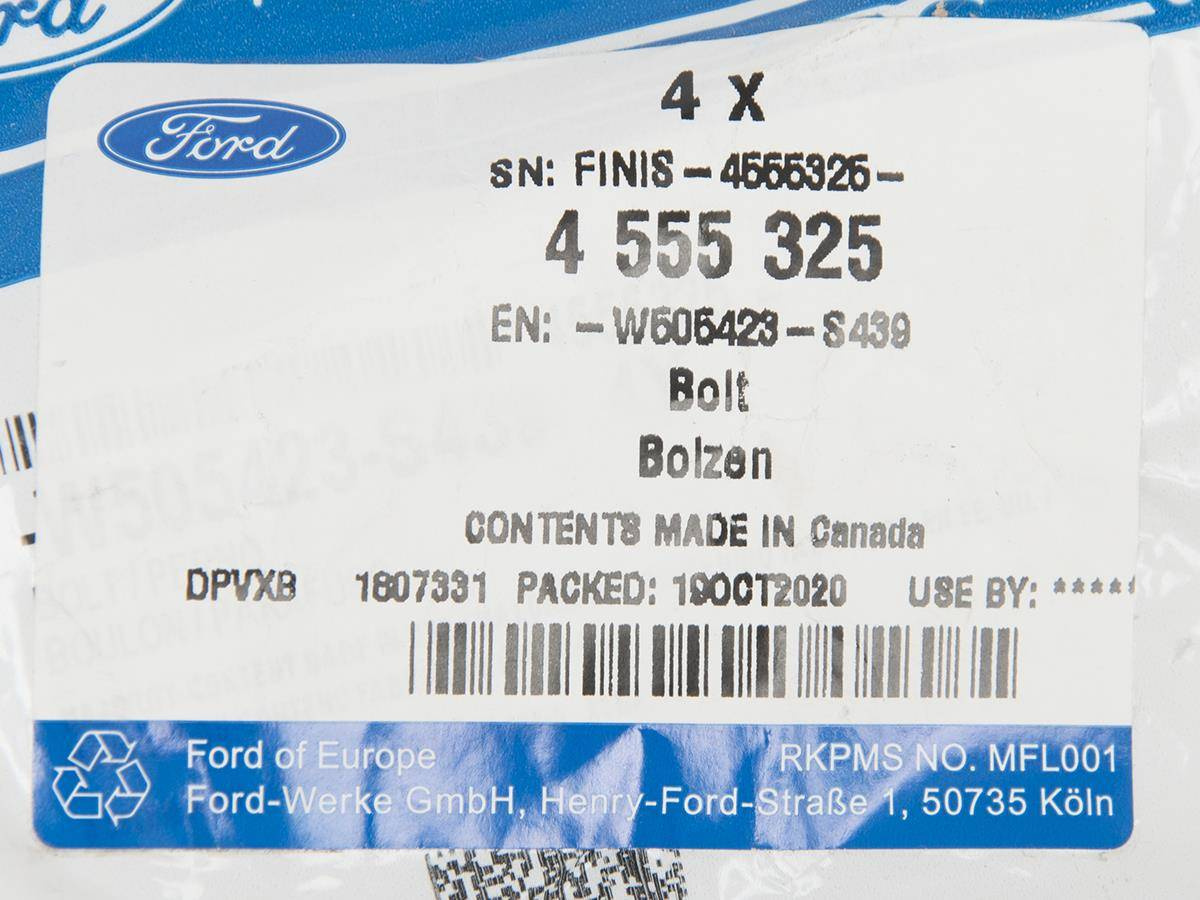 Ford
4 X
SN: FINIS-4555325-
4 555 325
EN: -W505423-S439
Bolt
Bolzen
CONTENTS MADE IN Canada
DPVXB 1807331 PACKED: 19OCT2020 USE BY: *****
Ford of Europe RKPMS NO. MFL001
Ford-Werke GmbH, Henry-Ford-Straße 1, 50735 Köln
W505423-S439